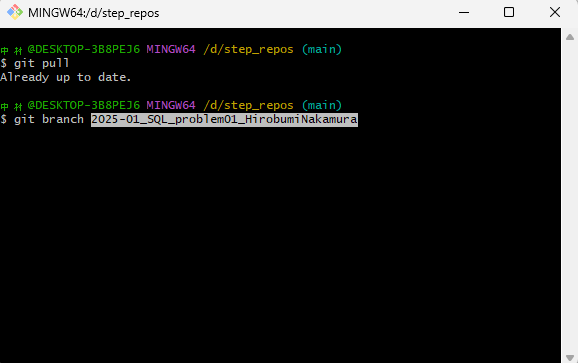 MINGW64:/d/step_repos
中村@DESKTOP-3B8PEJ6 MINGW64 /d/step_repos (main)
$ git pull
Already up to date.
中村@DESKTOP-3B8PEJ6 MINGW64 /d/step_repos (main)
$ git branch 2025-01_SQL_problem01_HirobumiNakamura